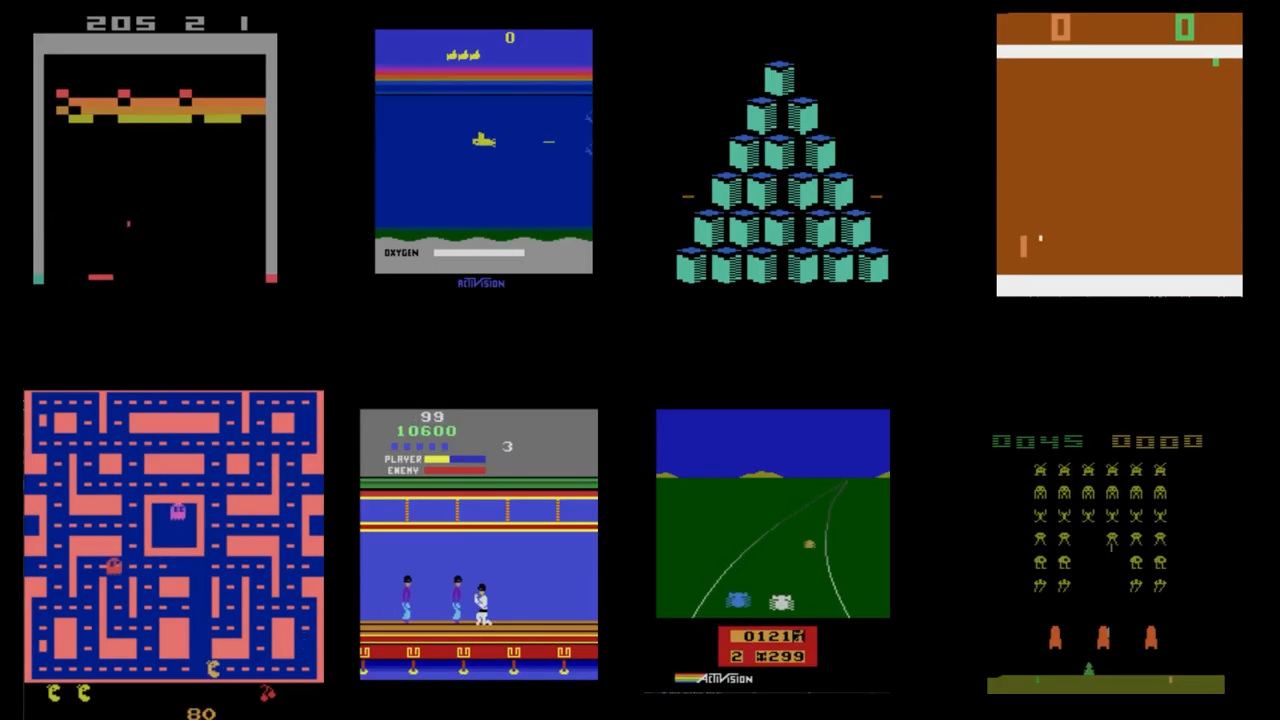 205 2 1
0
OXYGEN
ACTIVISION
0 0
80
99
10600
3
PLAYER
ENEMY
2 299
ACTIVISION
0045 0000